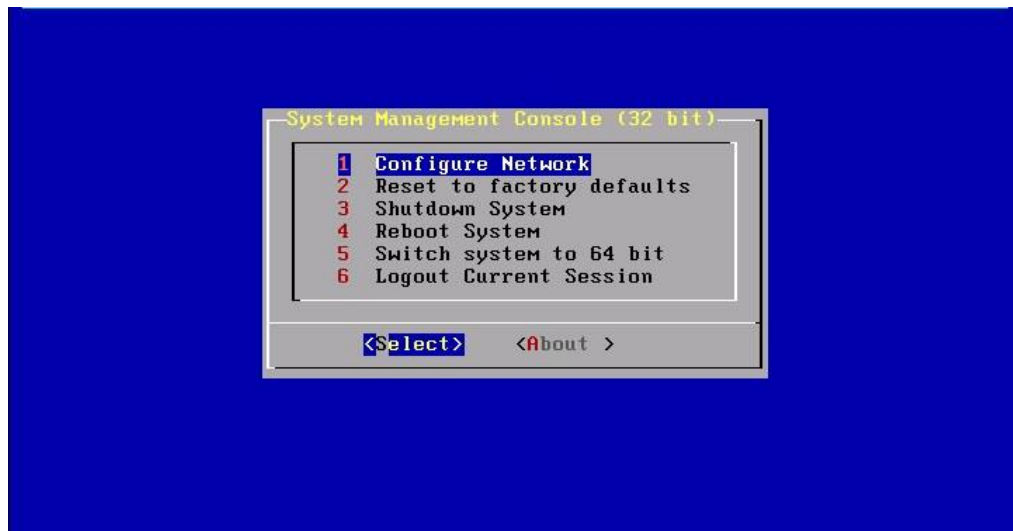 System Management Console (32 bit)
1 Configure Network
2 Reset to factory defaults
3 Shutdown System
4 Reboot System
5 Switch system to 64 bit
6 Logout Current Session
<Select> <About >